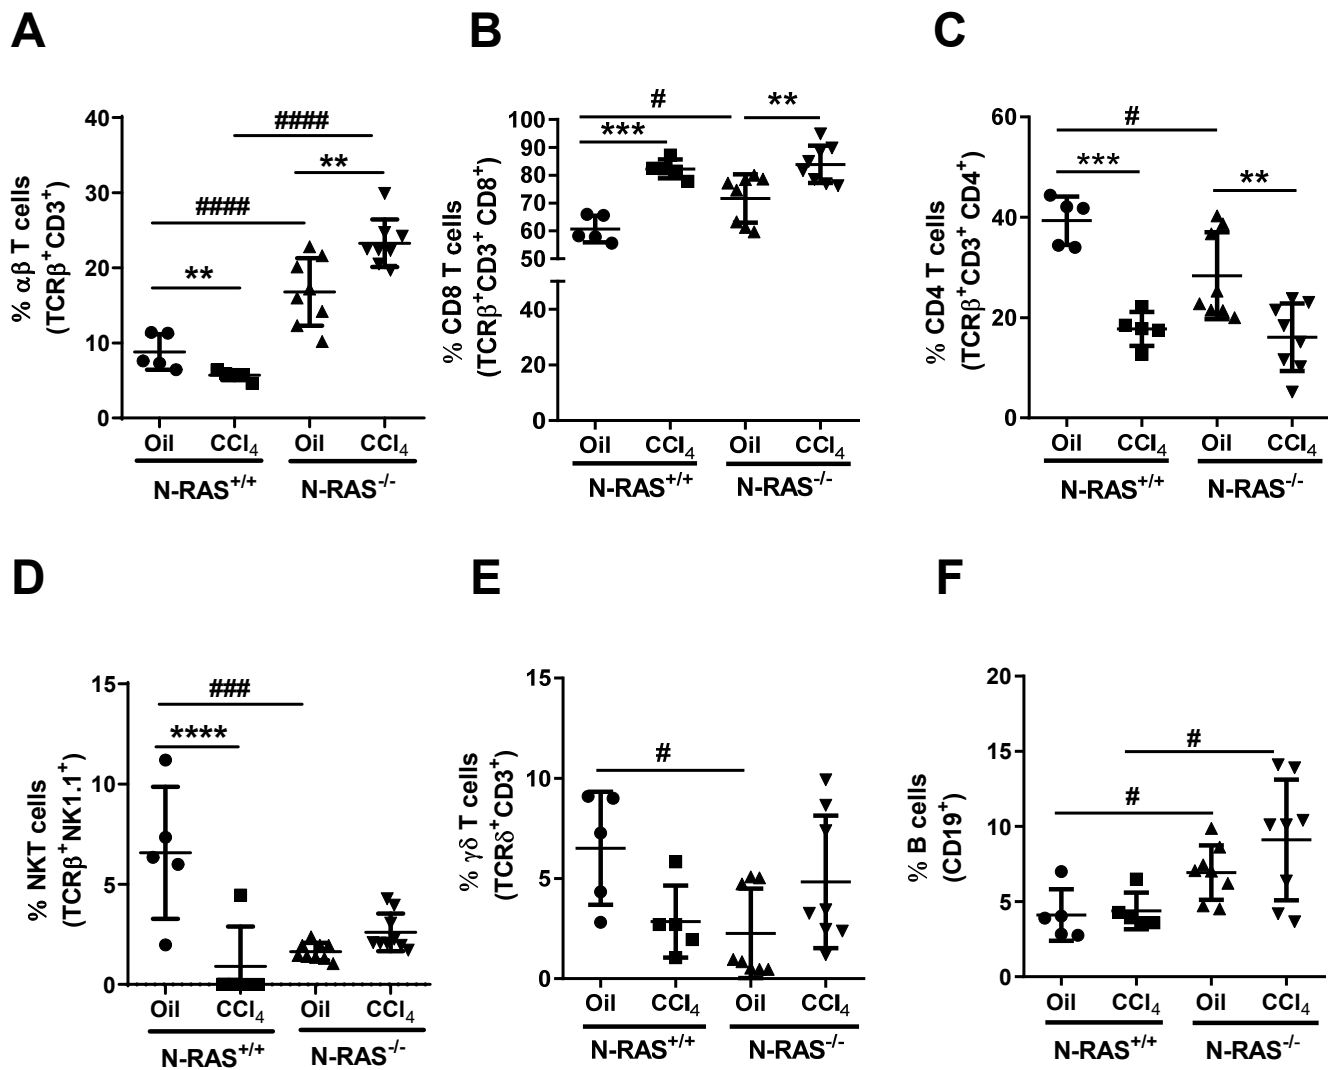 A
% αβ T cells
(TCRβ⁺CD3⁺)
40
30
20
10
0
####
**
####
**
Oil CCl₄ Oil CCl₄
N-RAS⁺/⁺ N-RAS⁻/⁻
B
% CD8 T cells
(TCRβ⁺CD3⁺ CD8⁺)
100
90
80
70
60
50
40
20
0
#
**
***
Oil CCl₄ Oil CCl₄
N-RAS⁺/⁺ N-RAS⁻/⁻
C
% CD4 T cells
(TCRβ⁺CD3⁺ CD4⁺)
60
40
20
0
#
***
**
Oil CCl₄ Oil CCl₄
N-RAS⁺/⁺ N-RAS⁻/⁻
D
% NKT cells
(TCRβ⁺NK1.1⁺)
15
10
5
0
###
****
Oil CCl₄ Oil CCl₄
N-RAS⁺/⁺ N-RAS⁻/⁻
E
% γδ T cells
(TCRδ⁺CD3⁺)
15
10
5
0
#
Oil CCl₄ Oil CCl₄
N-RAS⁺/⁺ N-RAS⁻/⁻
F
% B cells
(CD19⁺)
20
15
10
5
0
#
#
Oil CCl₄ Oil CCl₄
N-RAS⁺/⁺ N-RAS⁻/⁻